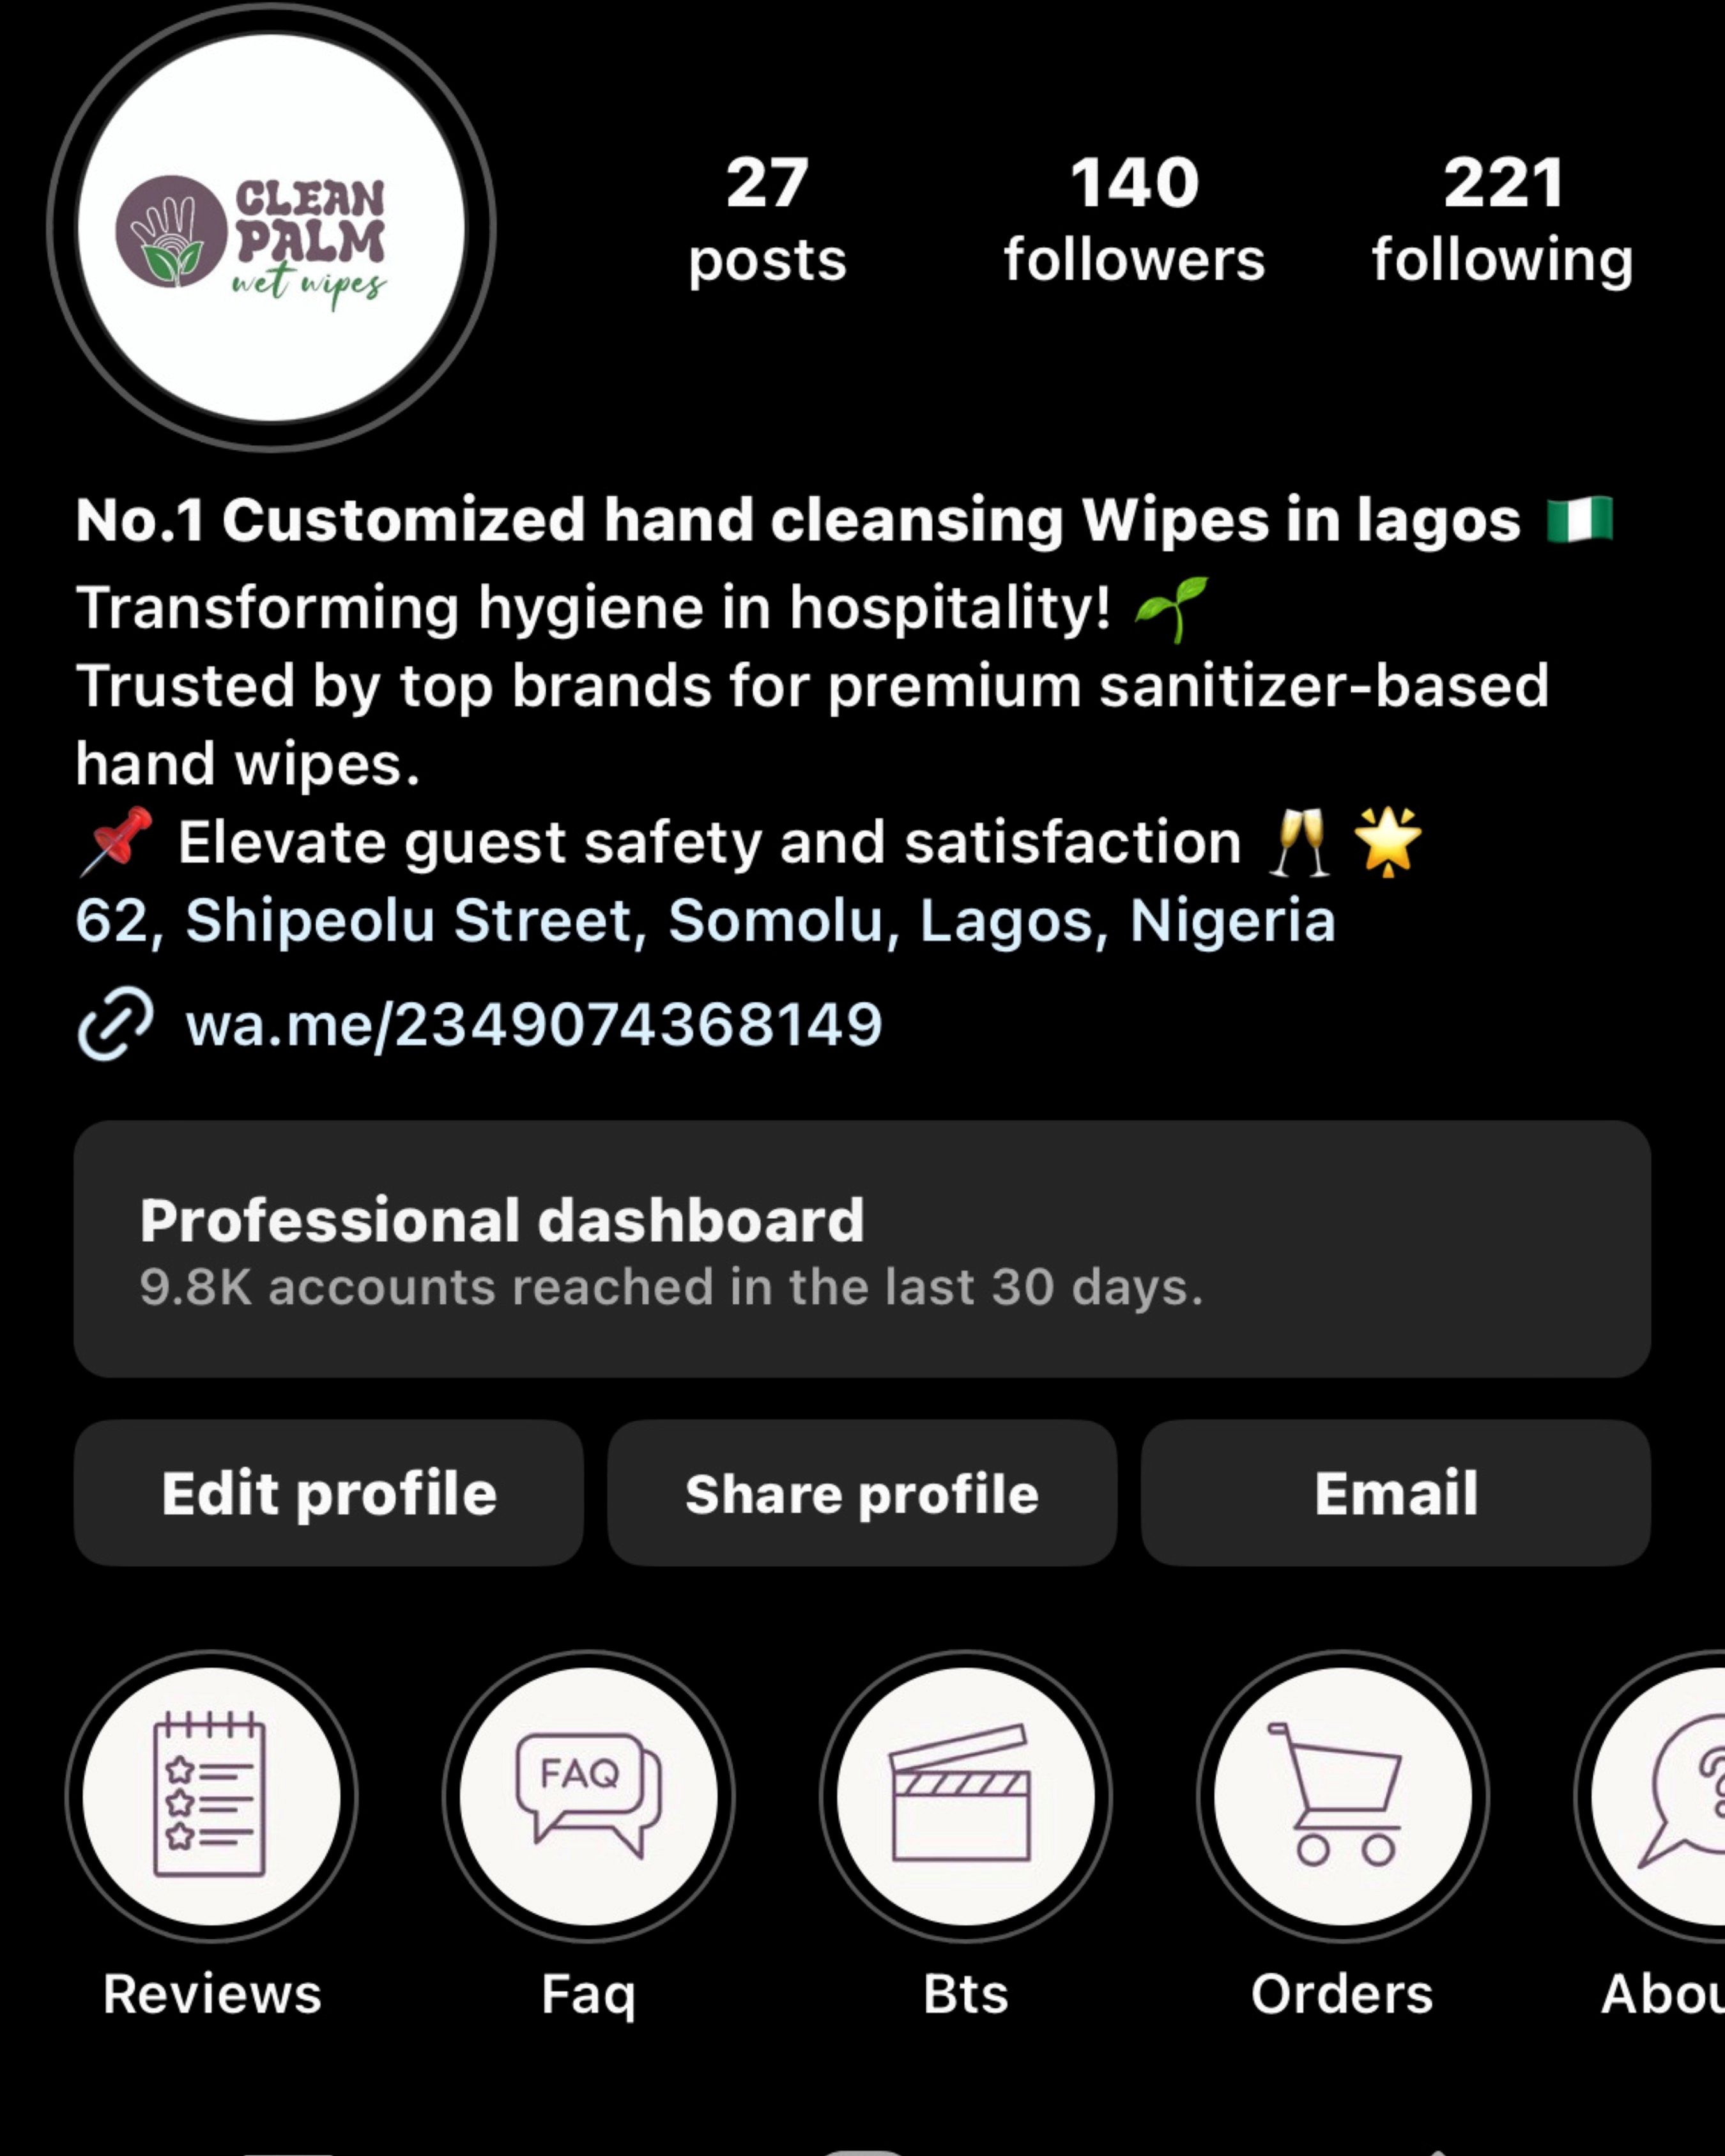 CLEAN
PALM
wet wipes
27
posts
140
followers
221
following
No.1 Customized hand cleansing Wipes in lagos 🇳🇬
Transforming hygiene in hospitality! 🌱
Trusted by top brands for premium sanitizer-based
hand wipes.
📌 Elevate guest safety and satisfaction 🥂 🌟
62, Shipeolu Street, Somolu, Lagos, Nigeria
wa.me/2349074368149
Professional dashboard
9.8K accounts reached in the last 30 days.
Edit profile
Share profile
Email
FAQ
Reviews
Faq
Bts
Orders
Abou